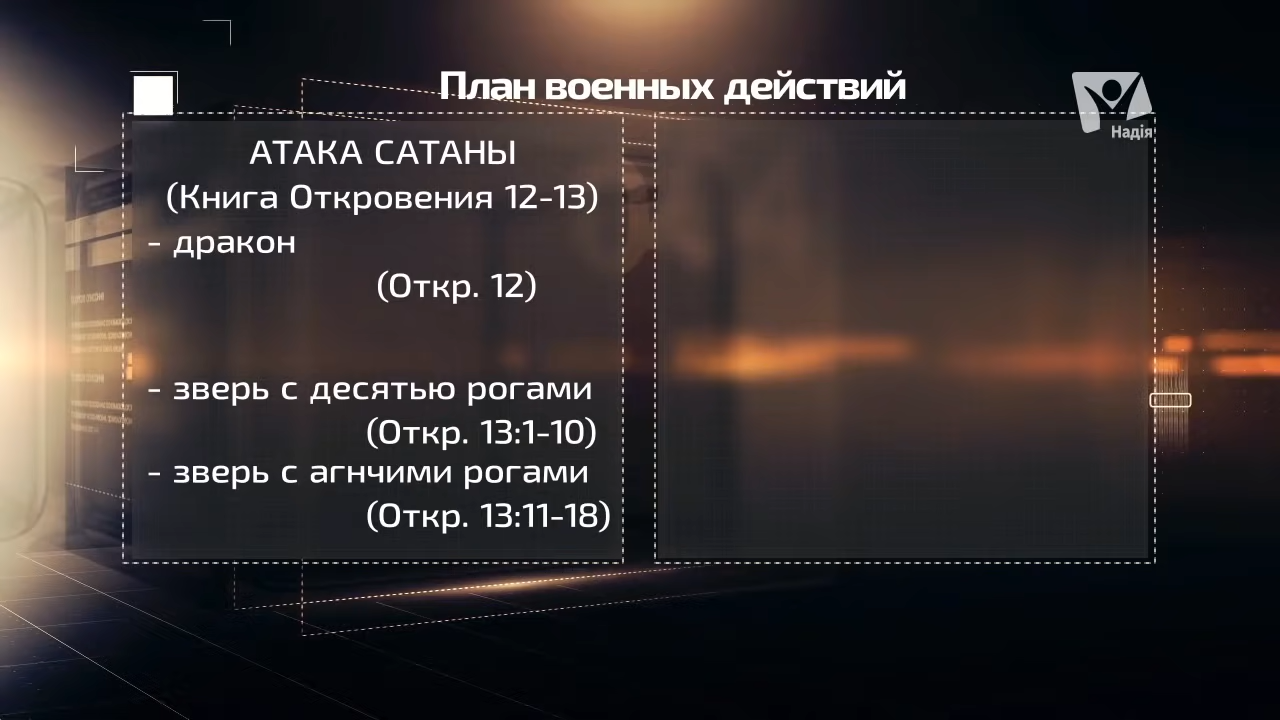 План военных действий
Надія
АТАКА САТАНЫ
(Книга Откровения 12-13)
- дракон
(Откр. 12)
- зверь с десятью рогами
(Откр. 13:1-10)
- зверь с агнчими рогами
(Откр. 13:11-18)